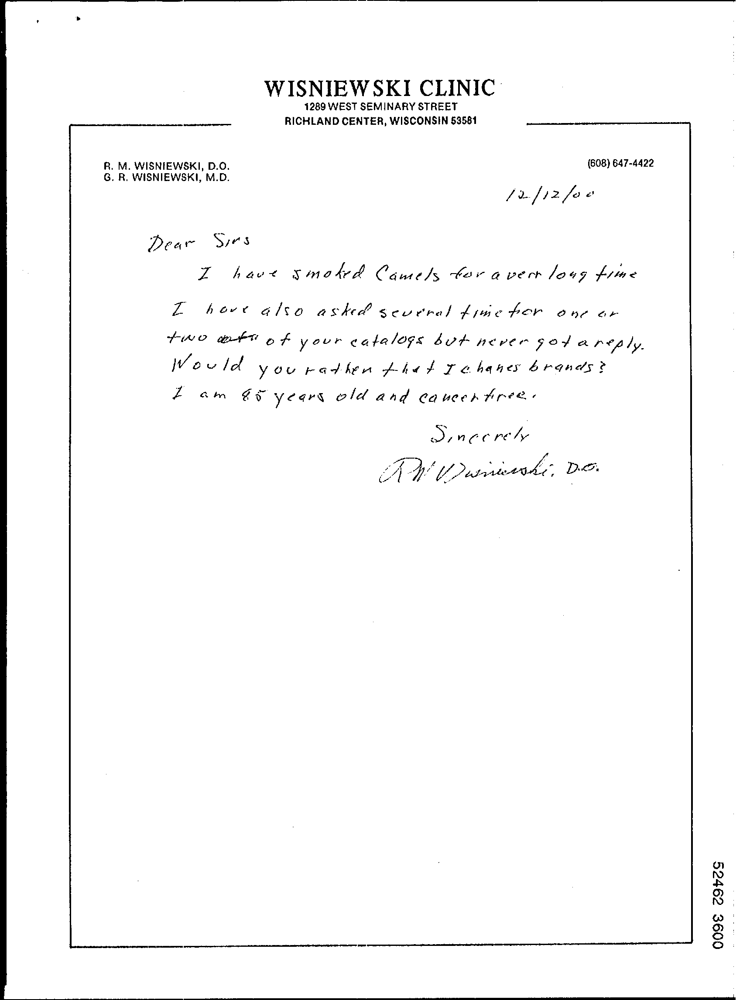 WISNIEWSKI CLINIC
1289 WEST SEMINARY STREET
RICHLAND CENTER, WISCONSIN 53581
R. M. WISNIEWSKI, D.O.
G. R. WISNIEWSKI, M.D.
(608) 647-4422
12/12/00
Dear Sirs
I have smoked Camels for a very long time
I have also asked several time for one or
two of your catalogs but never got a reply.
Would you rather that I chanes brands?
I am 85 years old and cancer free.
Sincerely
RM Wisniewski, D.O.
52462 3600